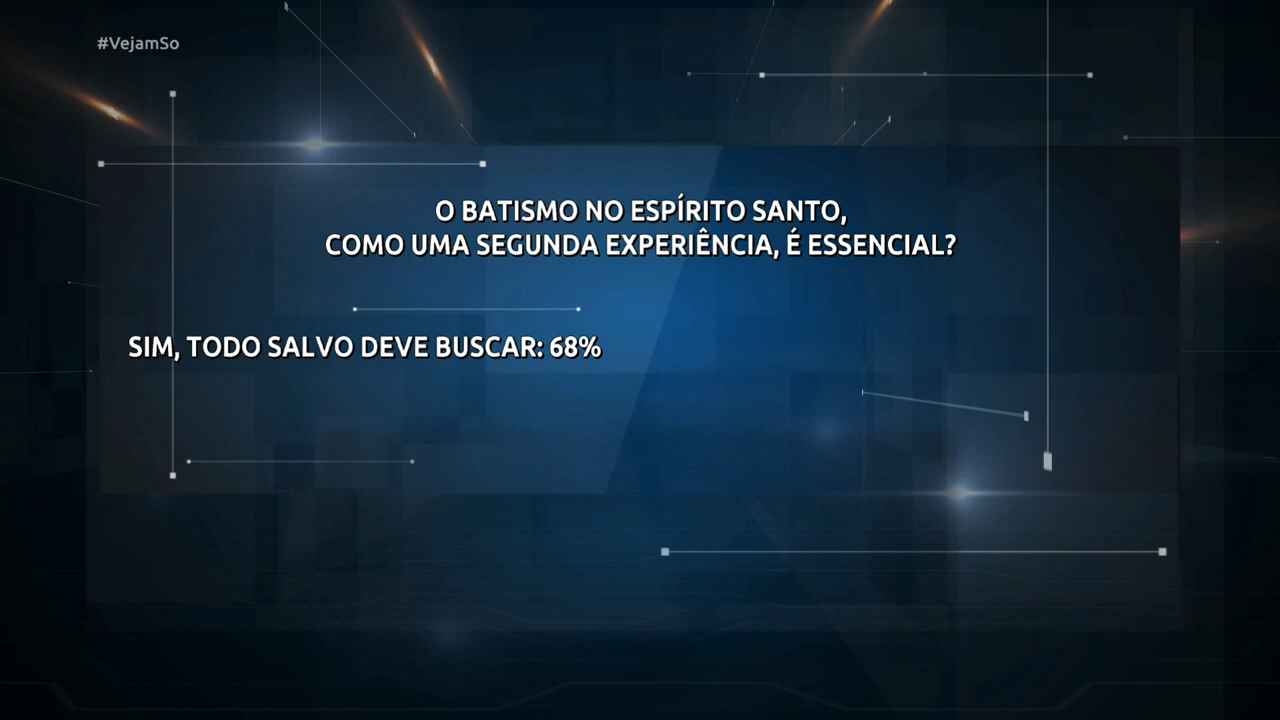 #VejamSo
O BATISMO NO ESPÍRITO SANTO,
COMO UMA SEGUNDA EXPERIÊNCIA, É ESSENCIAL?
SIM, TODO SALVO DEVE BUSCAR: 68%